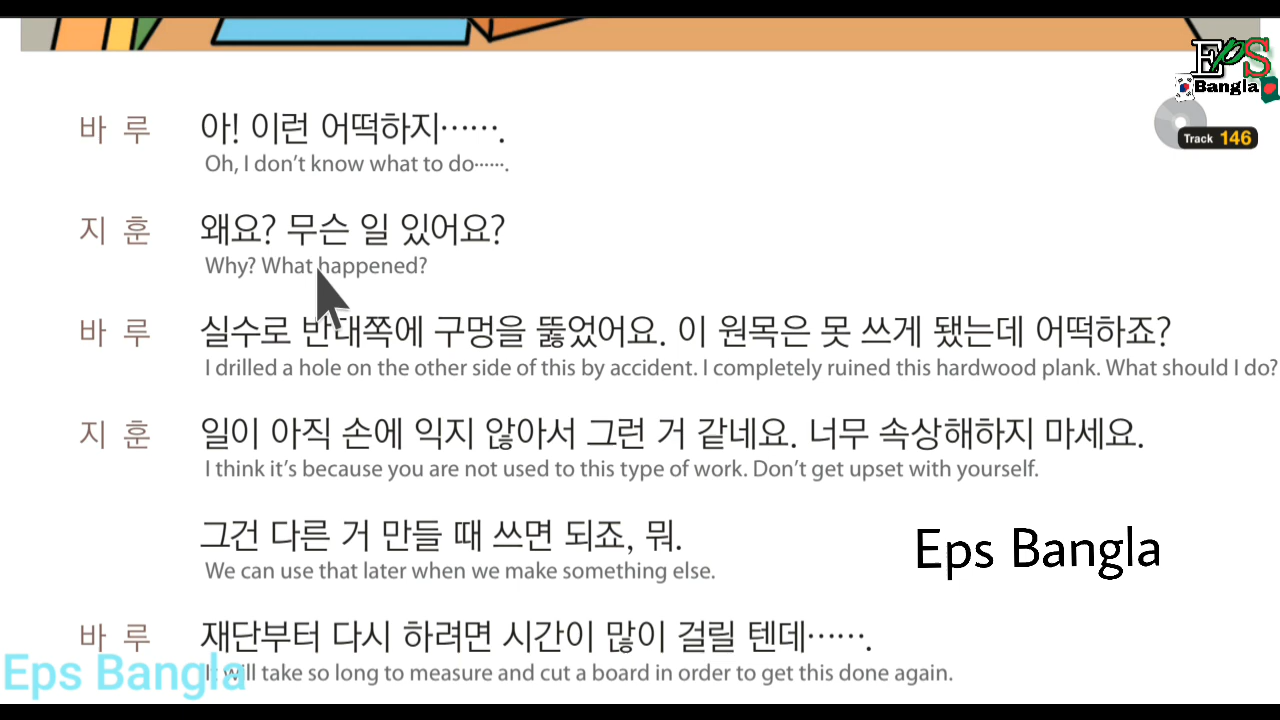 Eps
Bangla
Track 146
바 루 아! 이런 어떡하지…….
Oh, I don't know what to do…….
지 훈 왜요? 무슨 일 있어요?
Why? What happened?
바 루 실수로 반대쪽에 구멍을 뚫었어요. 이 원목은 못 쓰게 됐는데 어떡하죠?
I drilled a hole on the other side of this by accident. I completely ruined this hardwood plank. What should I do?
지 훈 일이 아직 손에 익지 않아서 그런 거 같네요. 너무 속상해하지 마세요.
I think it's because you are not used to this type of work. Don't get upset with yourself.
그건 다른 거 만들 때 쓰면 되죠, 뭐.
We can use that later when we make something else.
Eps Bangla
바 루 재단부터 다시 하려면 시간이 많이 걸릴 텐데…….
It will take so long to measure and cut a board in order to get this done again.
Eps Bangla